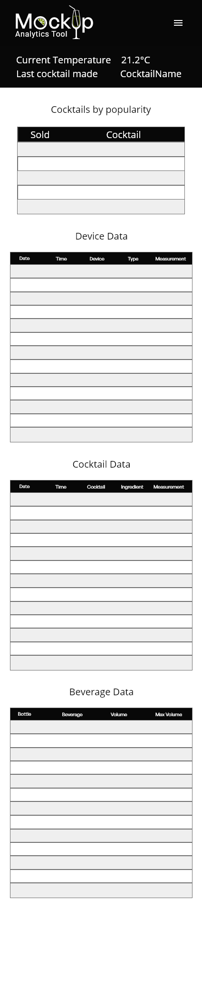 MockUp
Analytics Tool
Current Temperature 21.2°C
Last cocktail made CocktailName
Cocktails by popularity
Sold Cocktail
Device Data
Date Time Device Type Measurement
Cocktail Data
Date Time Cocktail Ingredient Measurement
Beverage Data
Bottle Beverage Volume Max Volume